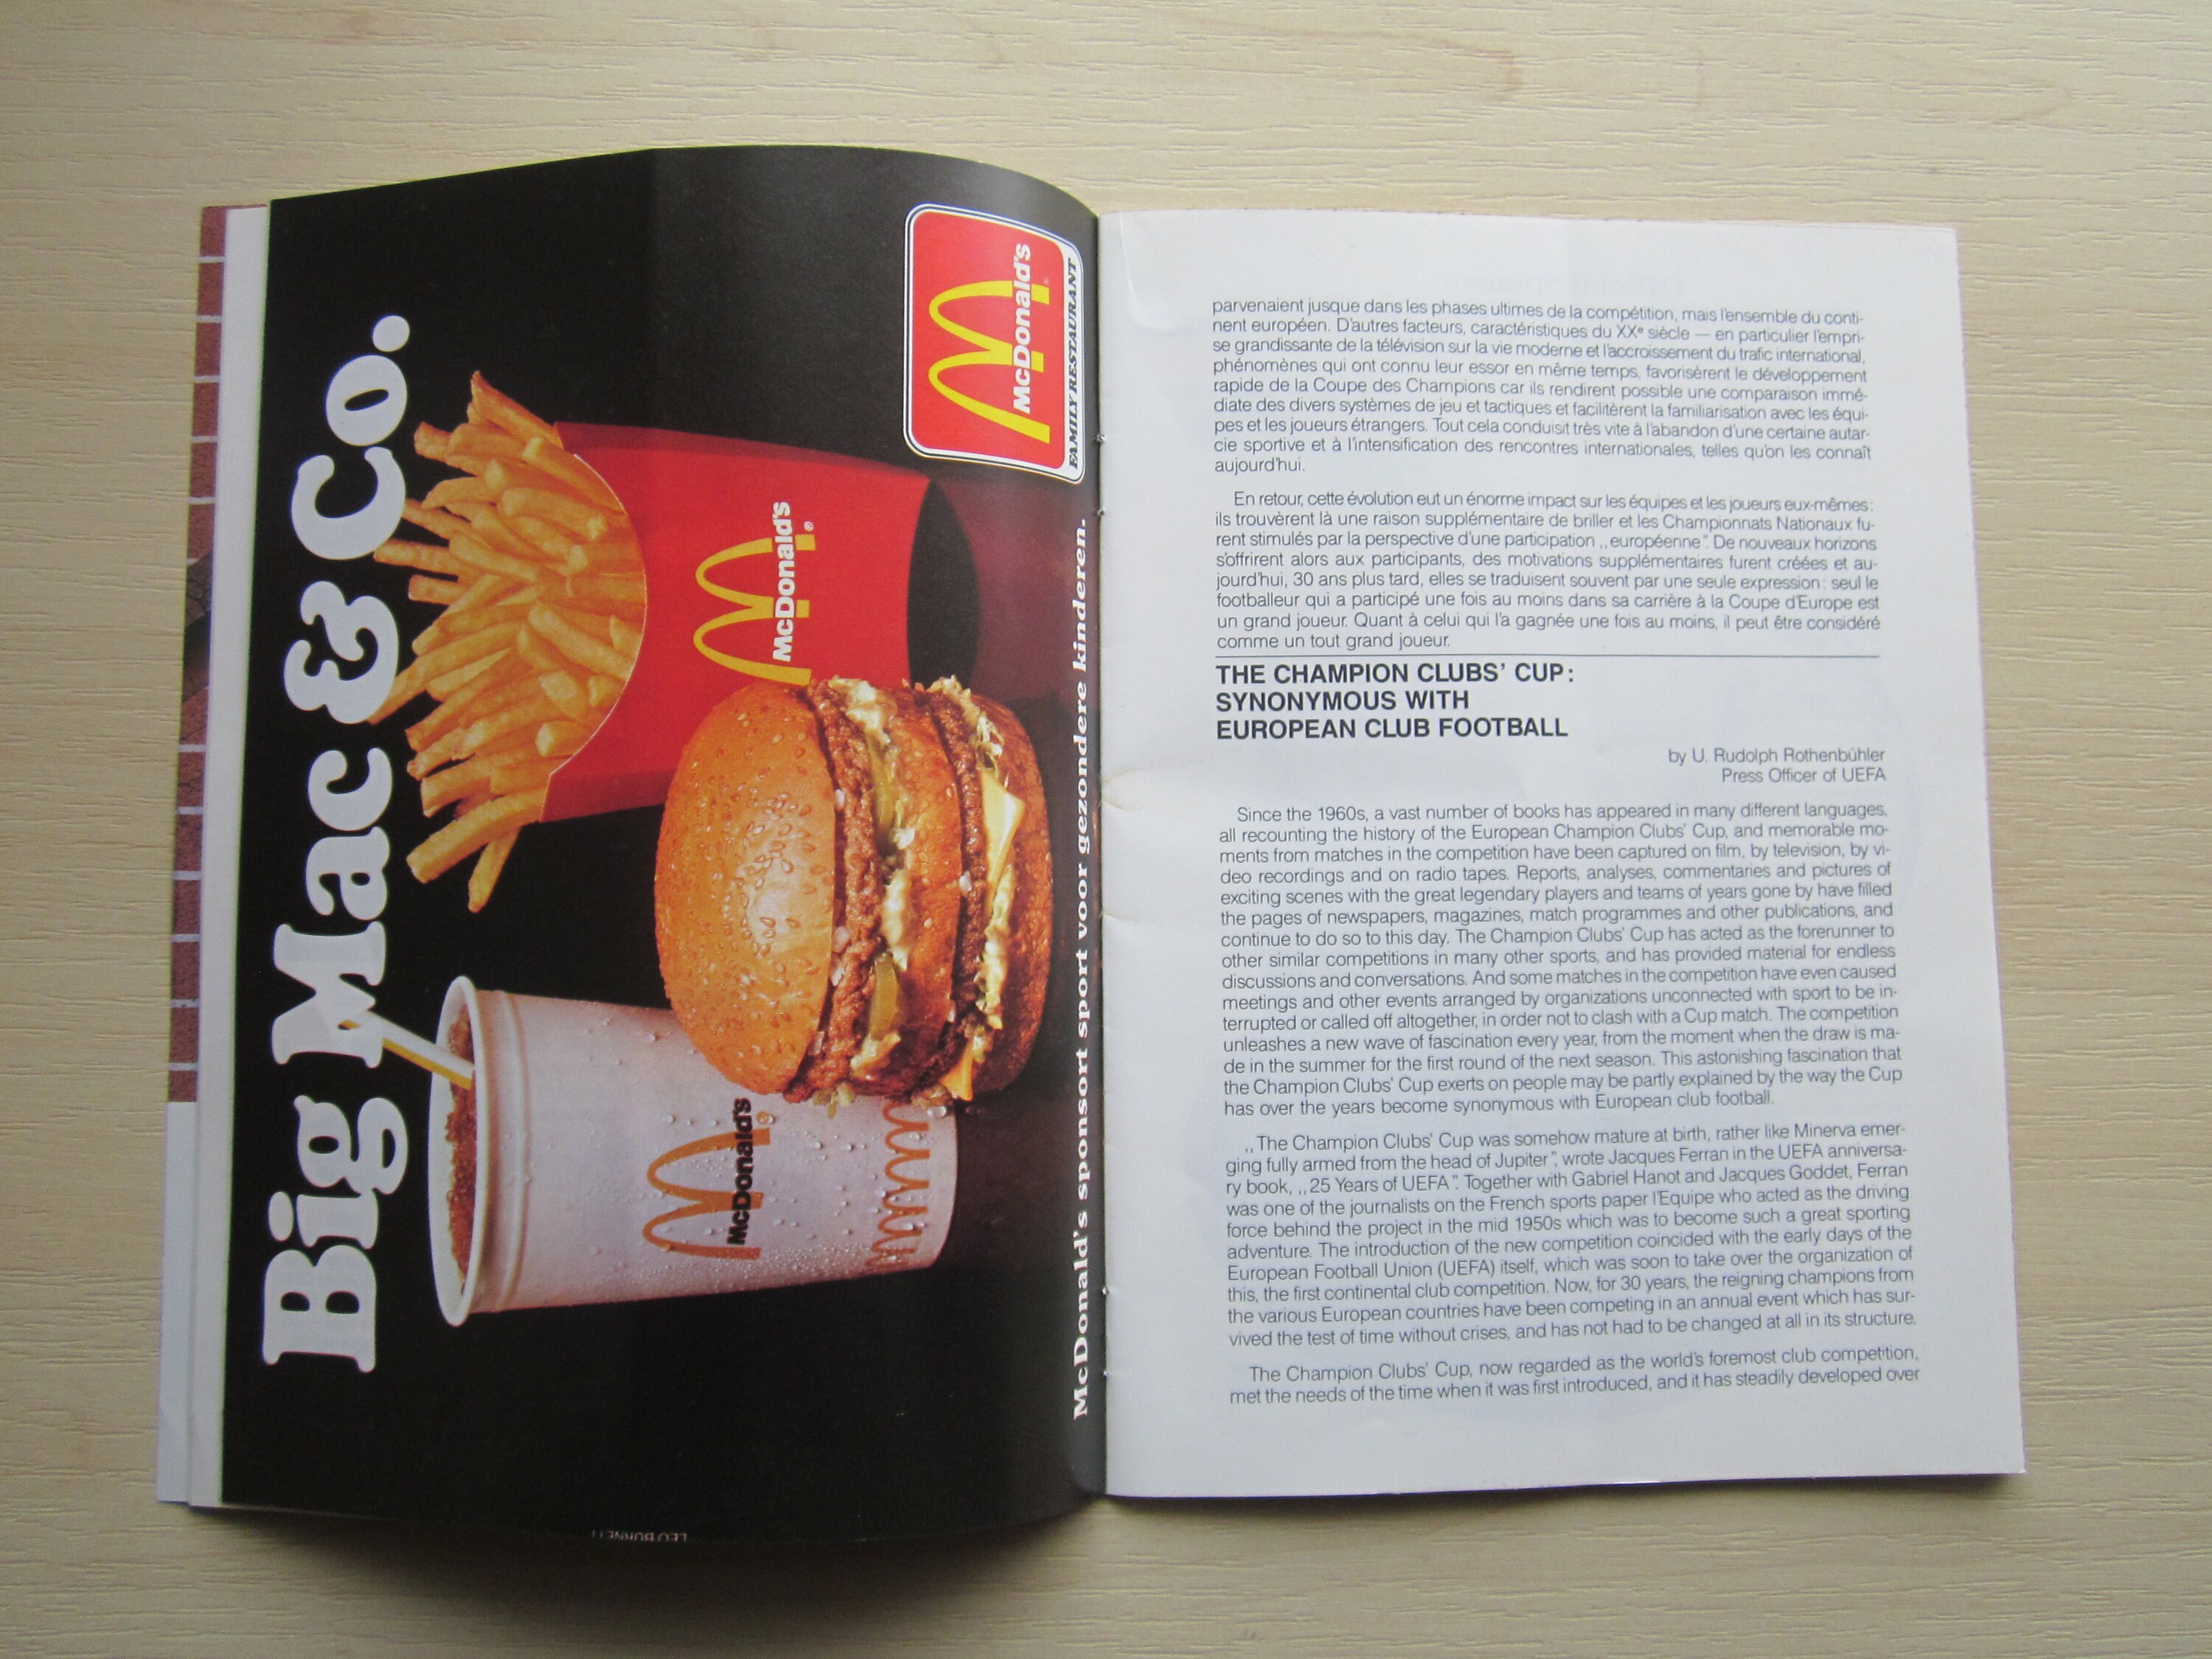 Big Mac & Co.
McDonald's®
McDonald's®
McDonald's
FAMILY RESTAURANT
McDonald's sponsort sport voor gezondere kinderen.
LEO BURNETT
parvenaient jusque dans les phases ultimes de la compétition, mais l'ensemble du conti-
nent européen. D'autres facteurs, caractéristiques du XXe siècle — en particulier l'empri-
se grandissante de la télévision sur la vie moderne et l'accroissement du trafic international,
phénomènes qui ont connu leur essor en même temps, favorisèrent le développement
rapide de la Coupe des Champions car ils rendirent possible une comparaison immé-
diate des divers systèmes de jeu et tactiques et facilitèrent la familiarisation avec les équi-
pes et les joueurs étrangers. Tout cela conduisit très vite à l'abandon d'une certaine autar-
cie sportive et à l'intensification des rencontres internationales, telles qu'on les connaît
aujourd'hui.
En retour, cette évolution eut un énorme impact sur les équipes et les joueurs eux-mêmes:
ils trouvèrent là une raison supplémentaire de briller et les Championnats Nationaux fu-
rent stimulés par la perspective d'une participation ,,européenne". De nouveaux horizons
s'offrirent alors aux participants, des motivations supplémentaires furent créées et au-
jourd'hui, 30 ans plus tard, elles se traduisent souvent par une seule expression: seul le
footballeur qui a participé une fois au moins dans sa carrière à la Coupe d'Europe est
un grand joueur. Quant à celui qui l'a gagnée une fois au moins, il peut être considéré
comme un tout grand joueur.
THE CHAMPION CLUBS' CUP:
SYNONYMOUS WITH
EUROPEAN CLUB FOOTBALL
by U. Rudolph Rothenbühler
Press Officer of UEFA
Since the 1960s, a vast number of books has appeared in many different languages,
all recounting the history of the European Champion Clubs' Cup, and memorable mo-
ments from matches in the competition have been captured on film, by television, by vi-
deo recordings and on radio tapes. Reports, analyses, commentaries and pictures of
exciting scenes with the great legendary players and teams of years gone by have filled
the pages of newspapers, magazines, match programmes and other publications, and
continue to do so to this day. The Champion Clubs' Cup has acted as the forerunner to
other similar competitions in many other sports, and has provided material for endless
discussions and conversations. And some matches in the competition have even caused
meetings and other events arranged by organizations unconnected with sport to be in-
terrupted or called off altogether, in order not to clash with a Cup match. The competition
unleashes a new wave of fascination every year, from the moment when the draw is ma-
de in the summer for the first round of the next season. This astonishing fascination that
the Champion Clubs' Cup exerts on people may be partly explained by the way the Cup
has over the years become synonymous with European club football.
,,The Champion Clubs' Cup was somehow mature at birth, rather like Minerva emer-
ging fully armed from the head of Jupiter", wrote Jacques Ferran in the UEFA anniversa-
ry book, ,,25 Years of UEFA". Together with Gabriel Hanot and Jacques Goddet, Ferran
was one of the journalists on the French sports paper l'Equipe who acted as the driving
force behind the project in the mid 1950s which was to become such a great sporting
adventure. The introduction of the new competition coincided with the early days of the
European Football Union (UEFA) itself, which was soon to take over the organization of
this, the first continental club competition. Now, for 30 years, the reigning champions from
the various European countries have been competing in an annual event which has sur-
vived the test of time without crises, and has not had to be changed at all in its structure.
The Champion Clubs' Cup, now regarded as the world's foremost club competition,
met the needs of the time when it was first introduced, and it has steadily developed over